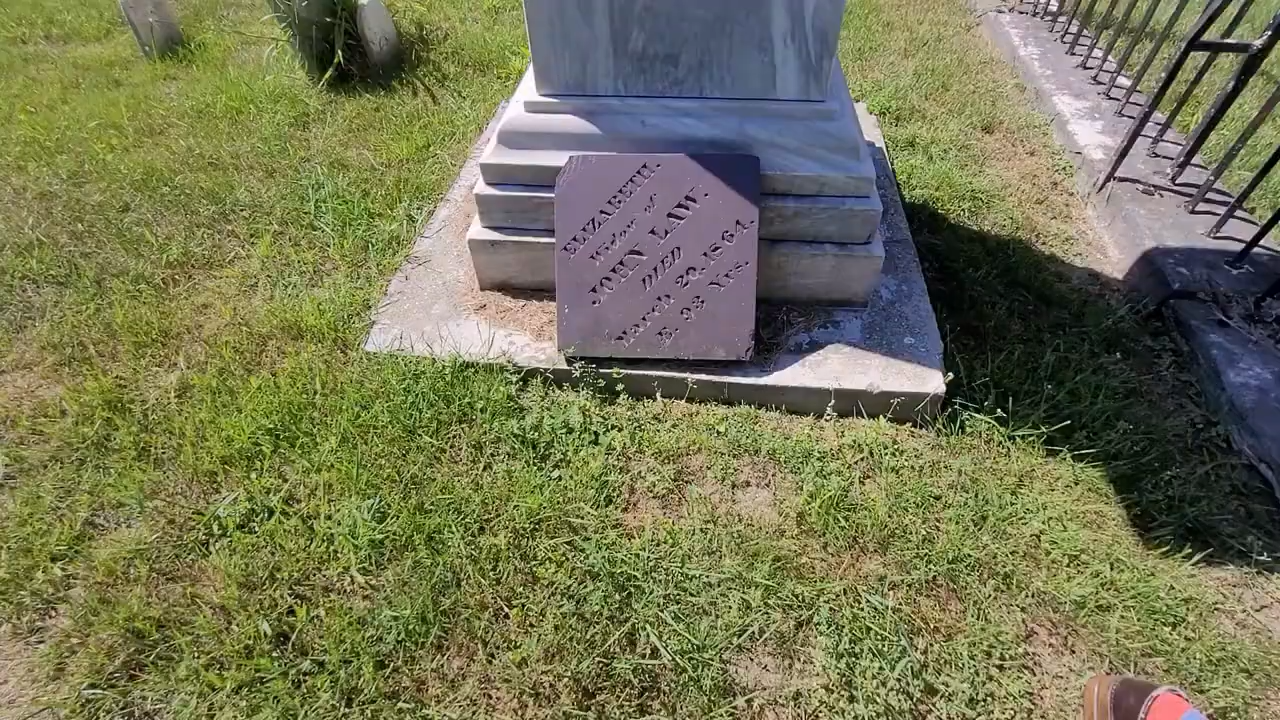 ELIZABETH.
Widow of
JOHN LAW.
DIED
March 20. 1864.
Æ. 93 Yrs.